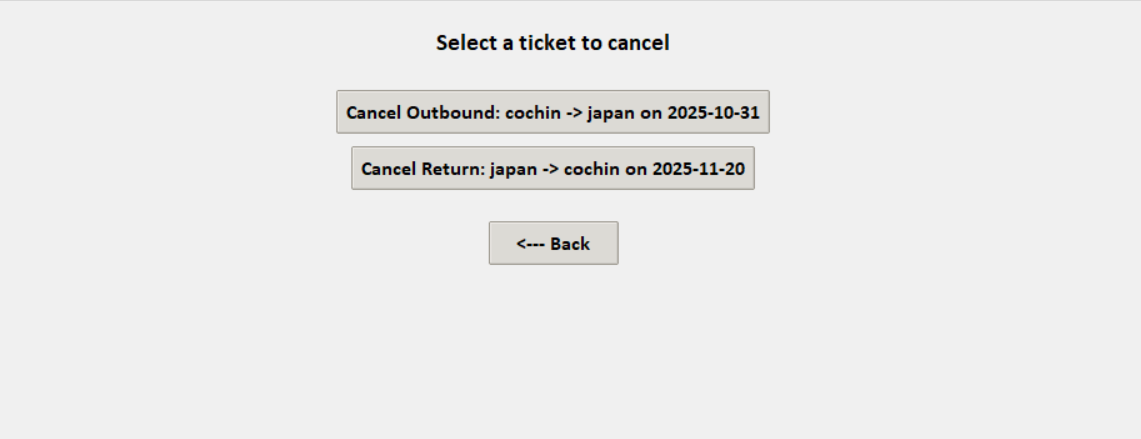 Select a ticket to cancel
Cancel Outbound: cochin -> japan on 2025-10-31
Cancel Return: japan -> cochin on 2025-11-20
<--- Back